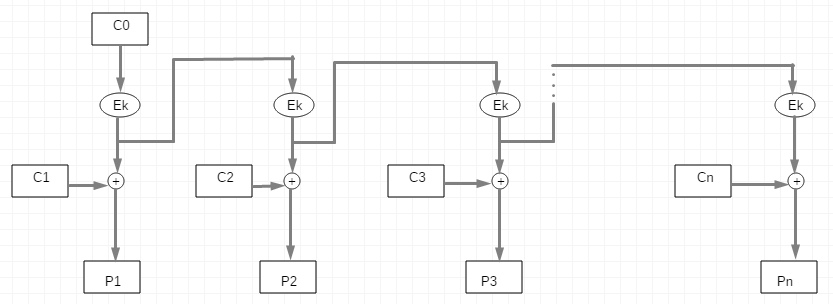 C0
Ek
Ek
Ek
Ek
C1
+
C2
+
C3
+
Cn
+
P1
P2
P3
Pn